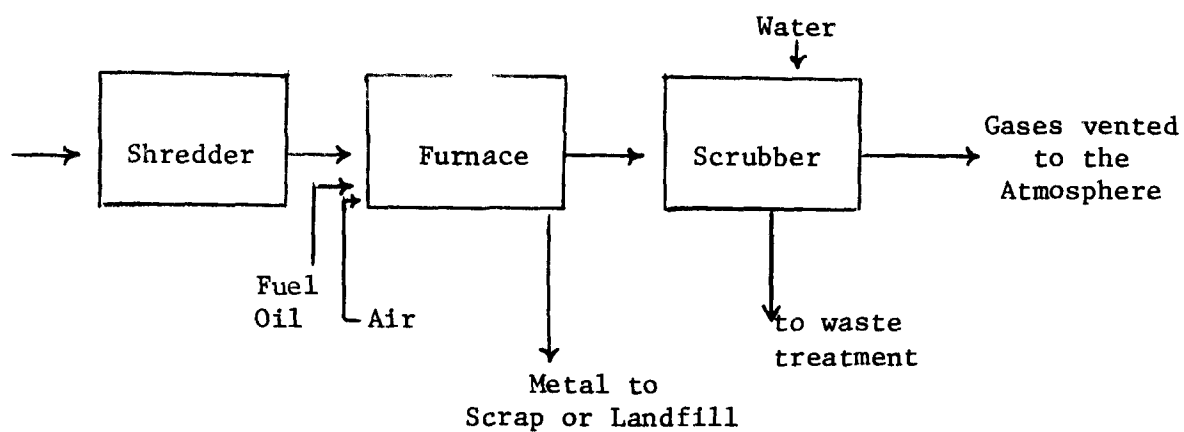 Water
Shredder
Furnace
Scrubber
Gases vented
to the
Atmosphere
Fuel
Oil
Air
to waste
treatment
Metal to
Scrap or Landfill